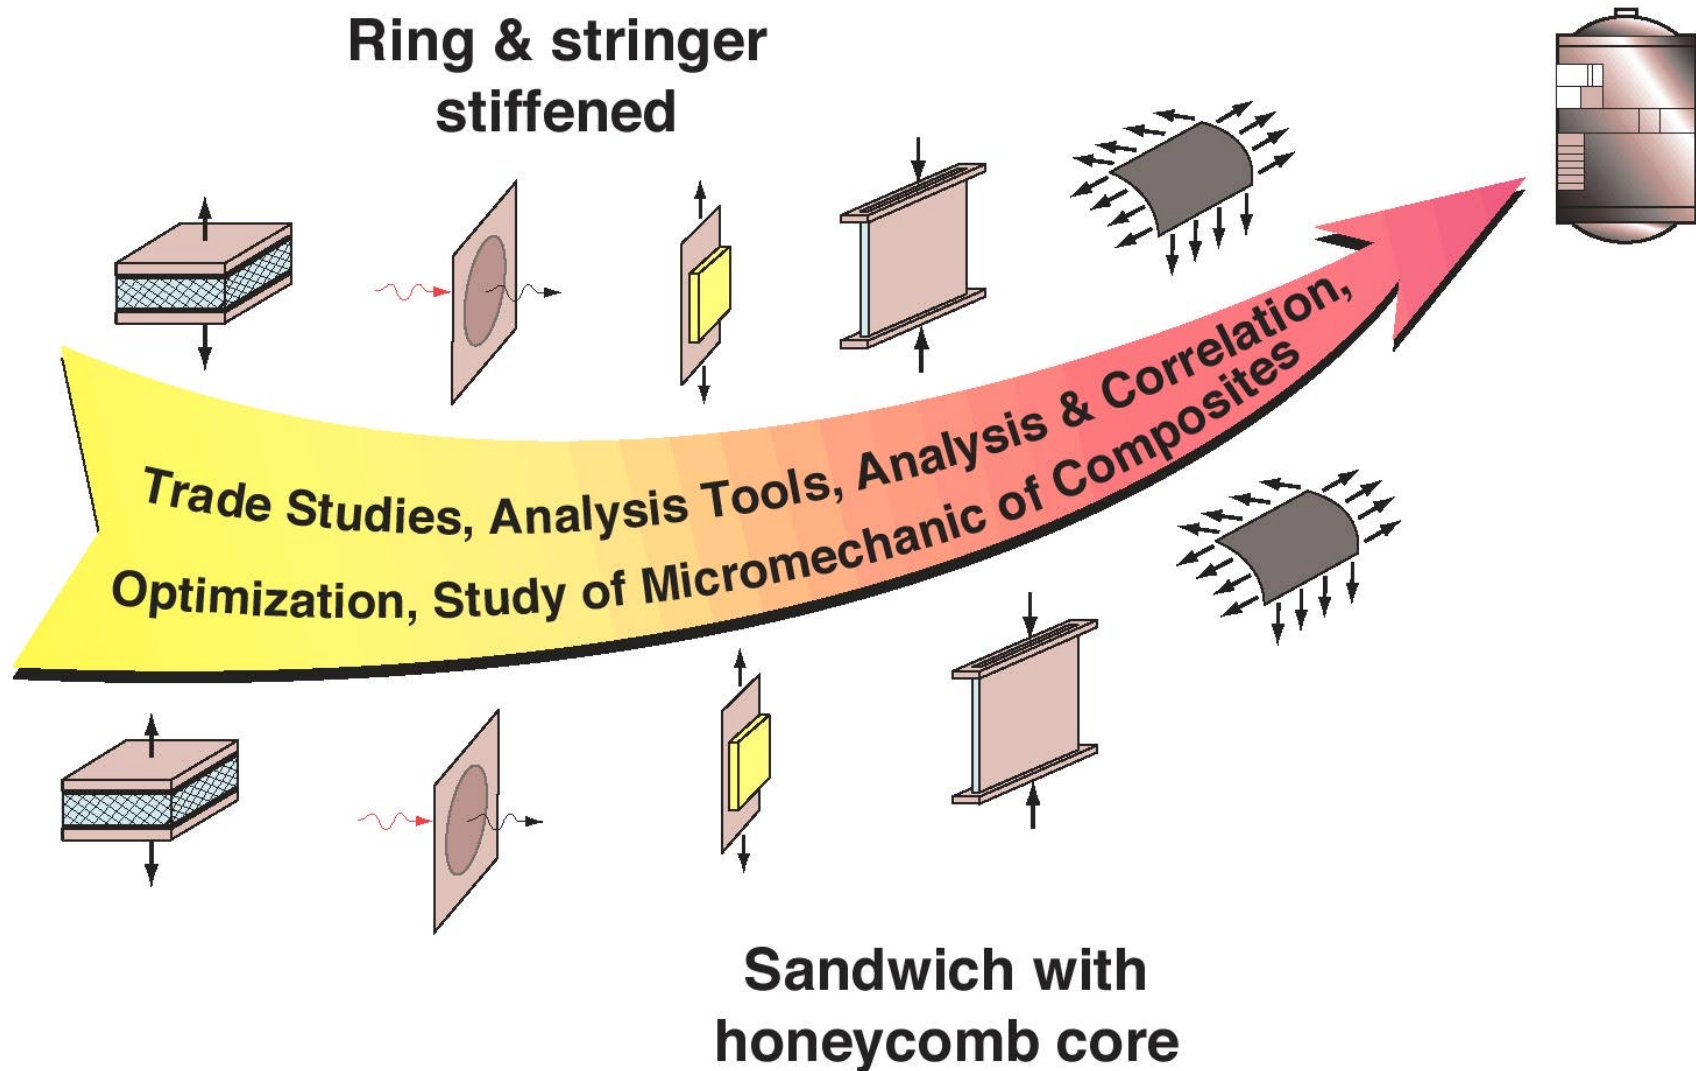 Ring & stringer
stiffened
Trade Studies, Analysis Tools, Analysis & Correlation,
Optimization, Study of Micromechanic of Composites
Sandwich with
honeycomb core